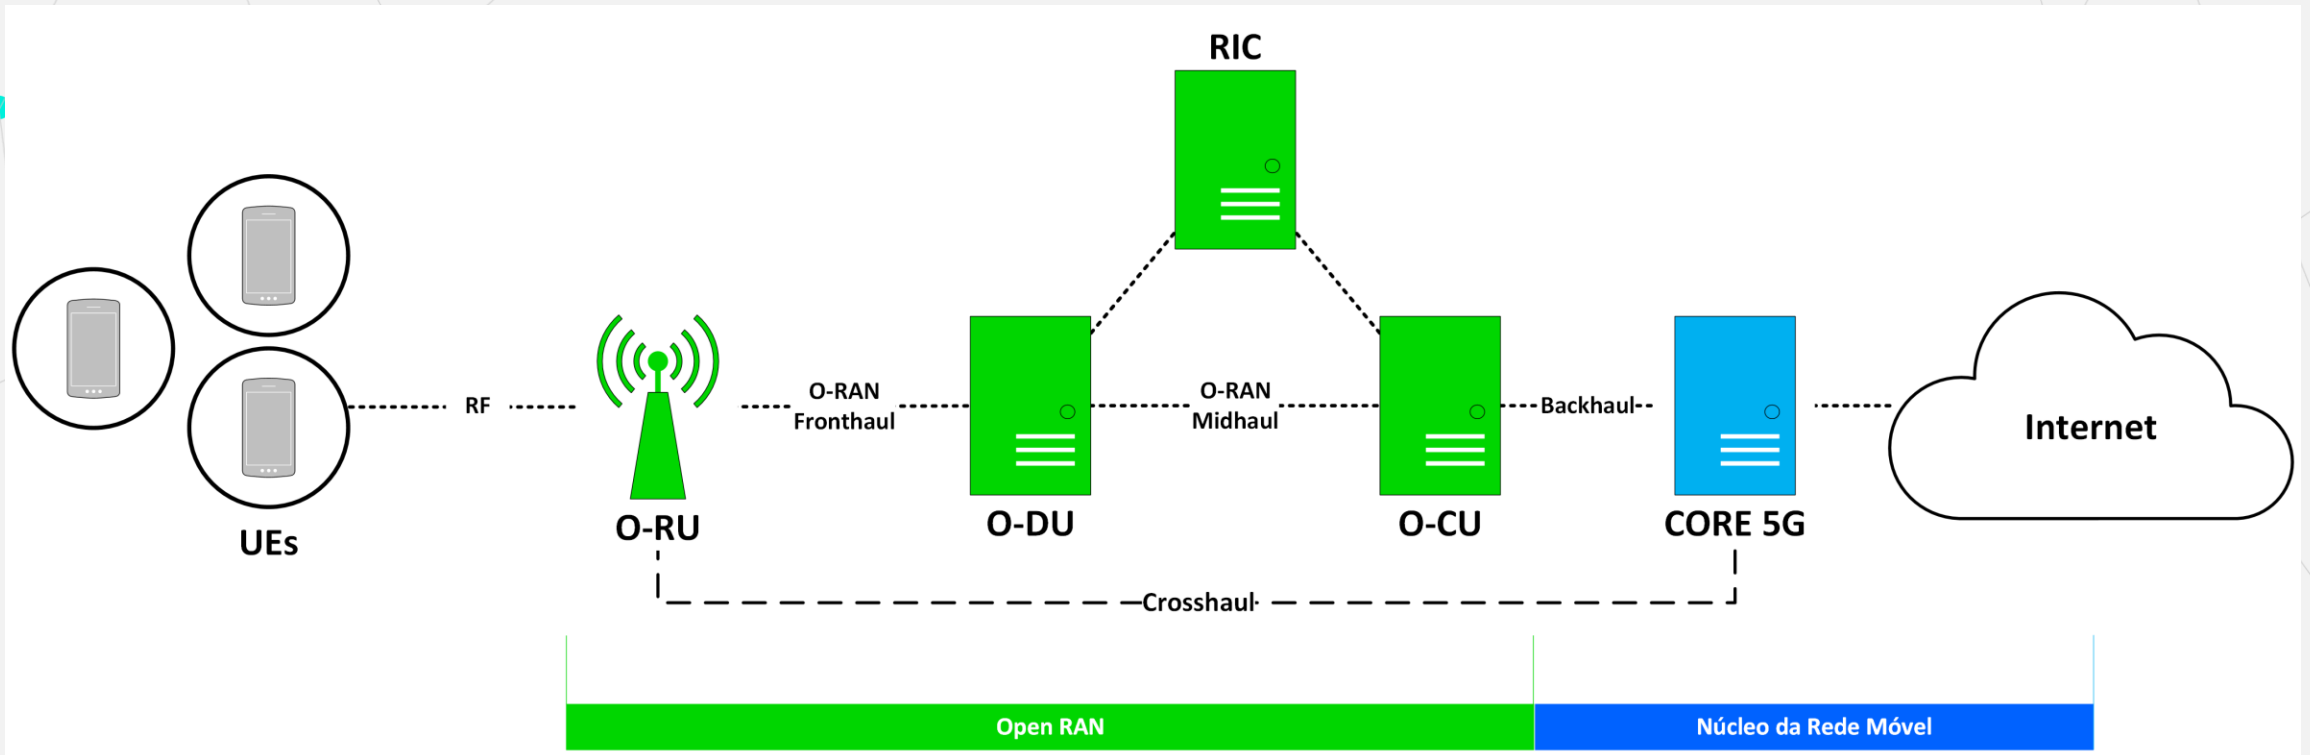 RIC
RF
O-RAN
Fronthaul
O-RAN
Midhaul
Backhaul
Internet
UEs
O-RU
O-DU
O-CU
CORE 5G
Crosshaul
Open RAN
Núcleo da Rede Móvel